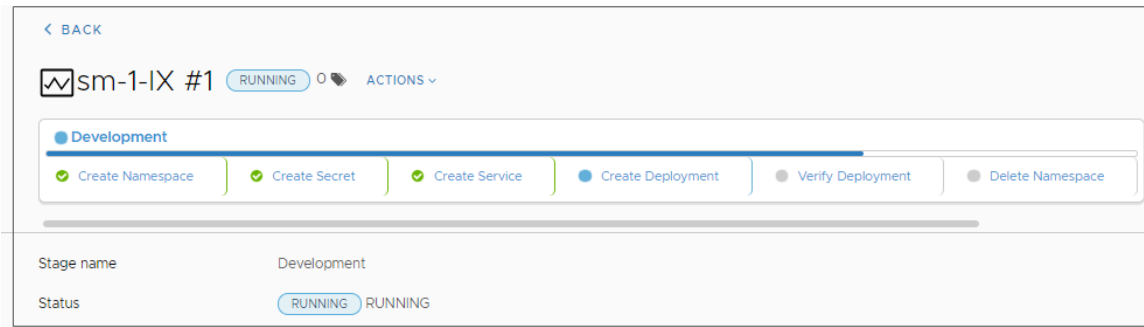 BACK
sm-1-IX #1 RUNNING 0 ACTIONS
Development
Create Namespace Create Secret Create Service Create Deployment Verify Deployment Delete Namespace
Stage name Development
Status RUNNING RUNNING